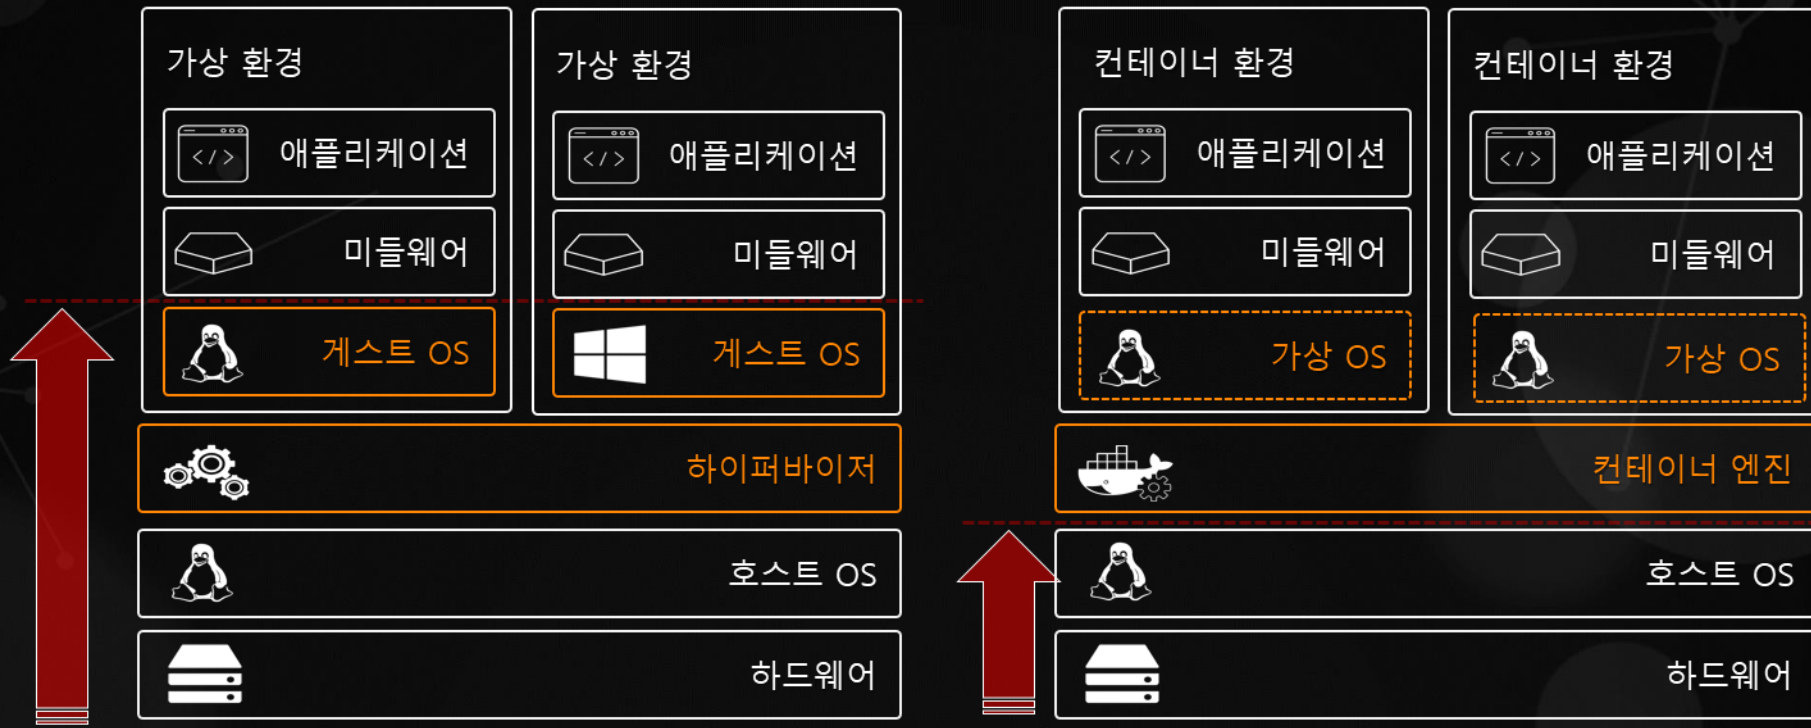 가상 환경
</>
애플리케이션
미들웨어
게스트 OS
가상 환경
</>
애플리케이션
미들웨어
게스트 OS
하이퍼바이저
호스트 OS
하드웨어
컨테이너 환경
</>
애플리케이션
미들웨어
가상 OS
컨테이너 환경
</>
애플리케이션
미들웨어
가상 OS
컨테이너 엔진
호스트 OS
하드웨어